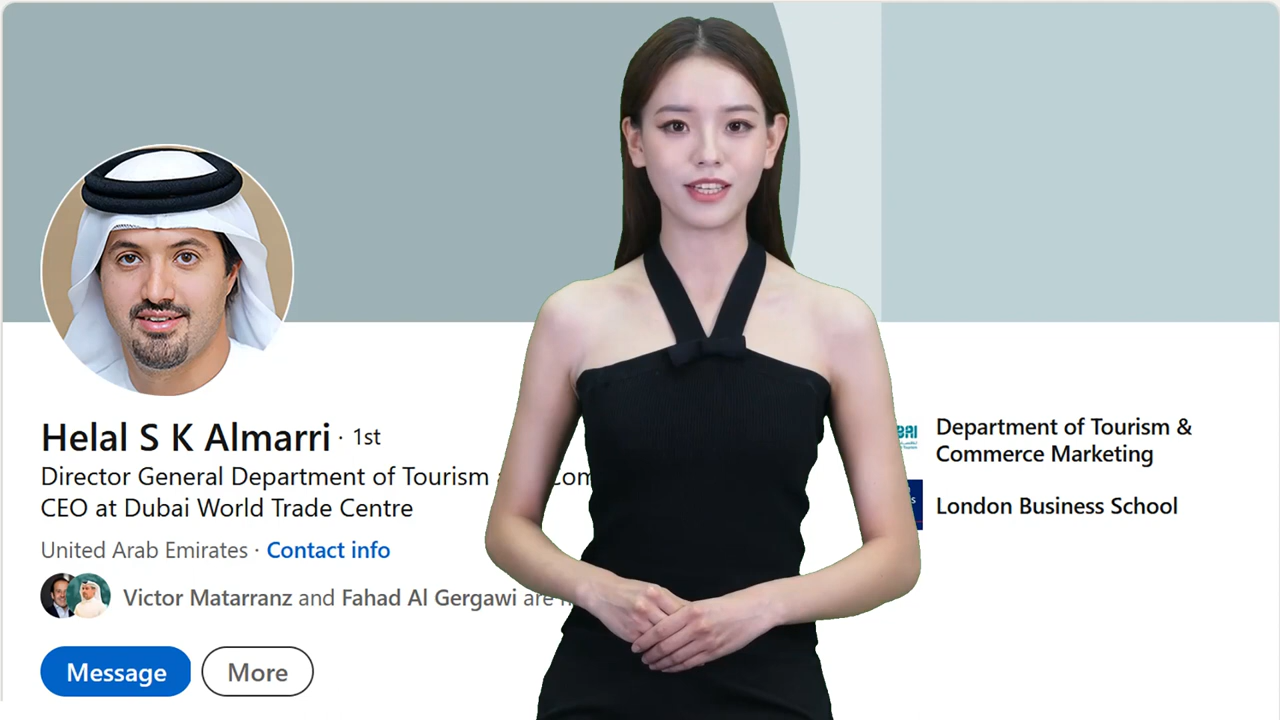 Helal S K Almarri · 1st
Director General Department of Tourism
CEO at Dubai World Trade Centre
United Arab Emirates · Contact info
Victor Matarranz and Fahad Al Gergawi are
Message
More
Department of Tourism &
Commerce Marketing
London Business School